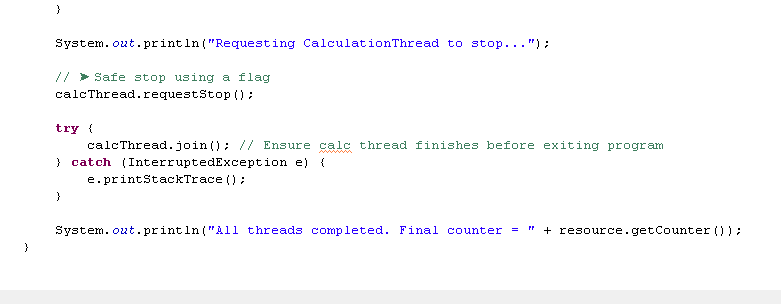 }
System.out.println("Requesting CalculationThread to stop...");
// ➤ Safe stop using a flag
calcThread.requestStop();
try {
calcThread.join(); // Ensure calc thread finishes before exiting program
} catch (InterruptedException e) {
e.printStackTrace();
}
System.out.println("All threads completed. Final counter = " + resource.getCounter());
}